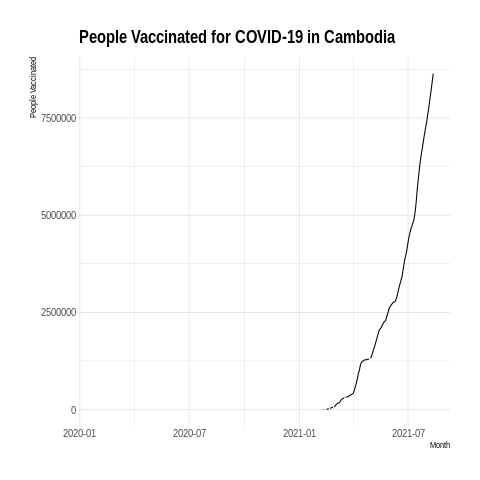 People Vaccinated for COVID-19 in Cambodia
People Vaccinated
7500000
5000000
2500000
0
2020-01 2020-07 2021-01 2021-07
Month